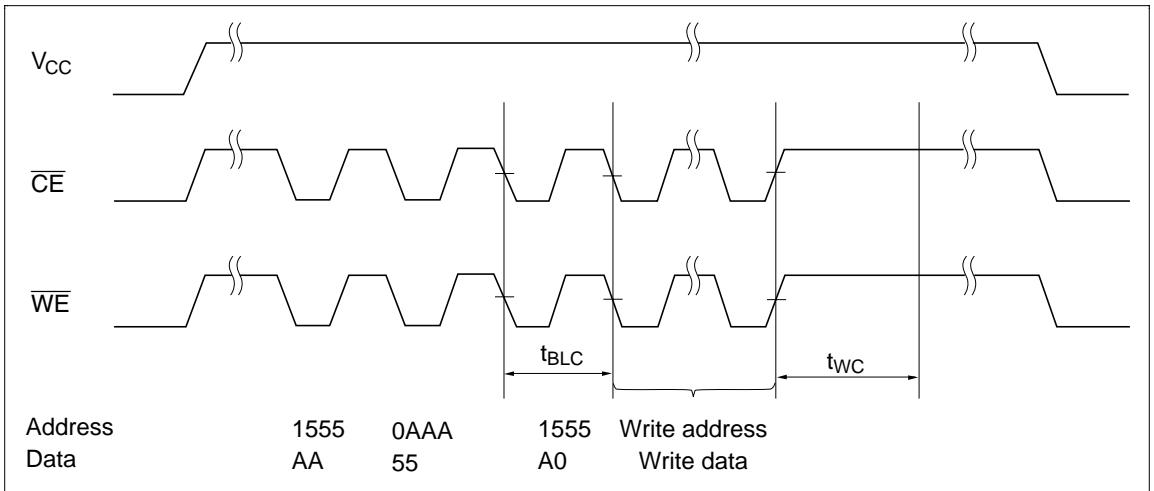 VCC
CE
WE
tBLC
tWC
Address 1555 0AAA 1555 Write address
Data AA 55 A0 Write data